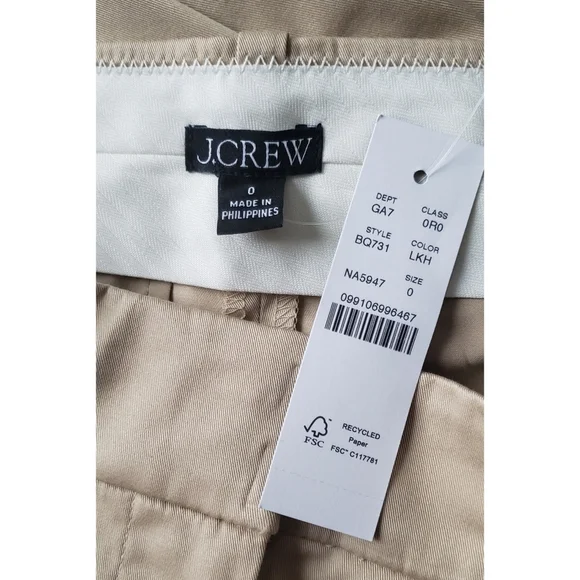 J.CREW
0
MADE IN
PHILIPPINES
DEPT CLASS
GA7 0R0
STYLE COLOR
BQ731 LKH
NA5947 SIZE
0
099106996467
FSC
RECYCLED
Paper
FSC® C117781